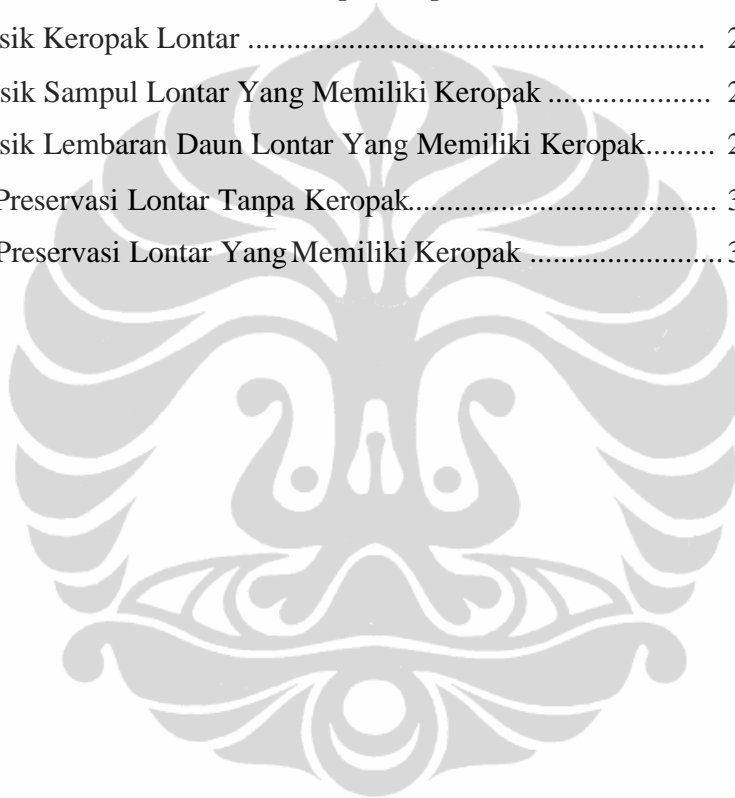 sik Keropak Lontar ........................................................ 2
sik Sampul Lontar Yang Memiliki Keropak .................... 2
sik Lembaran Daun Lontar Yang Memiliki Keropak......... 2
Preservasi Lontar Tanpa Keropak..................................... 3
Preservasi Lontar Yang Memiliki Keropak ....................... 3